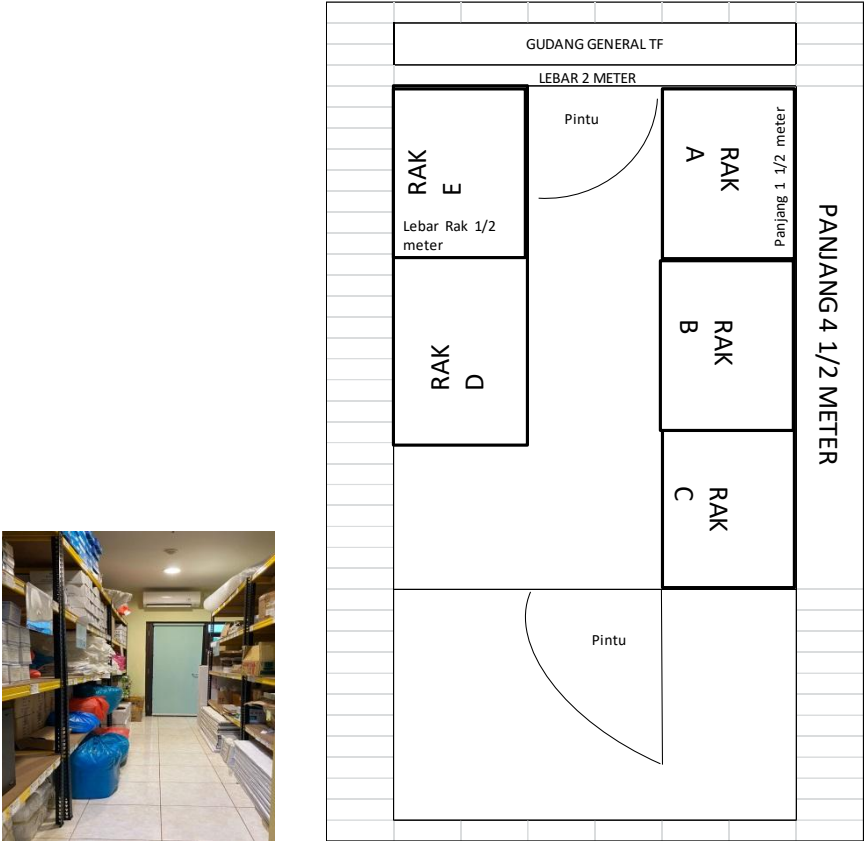 GUDANG GENERAL TF
LEBAR 2 METER
Pintu
RAK
E
Lebar Rak 1/2
meter
RAK
A
Panjang 1 1/2 meter
RAK
D
RAK
B
RAK
C
PANJANG 4 1/2 METER
Pintu